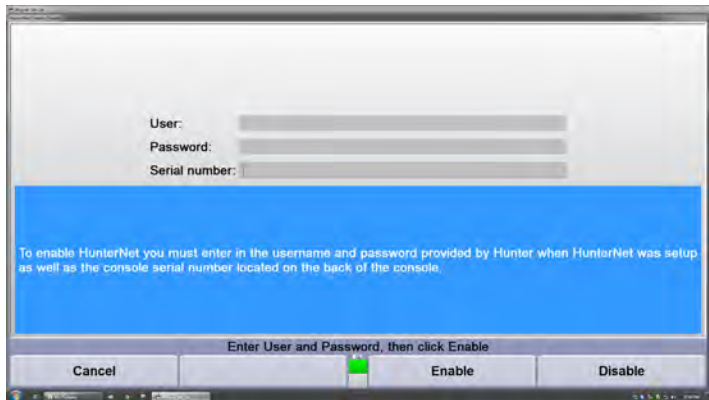 User:
Password:
Serial number:
To enable HunterNet you must enter in the username and password provided by Hunter when HunterNet was setup
as well as the console serial number located on the back of the console.
Enter User and Password, then click Enable
Cancel
Enable
Disable